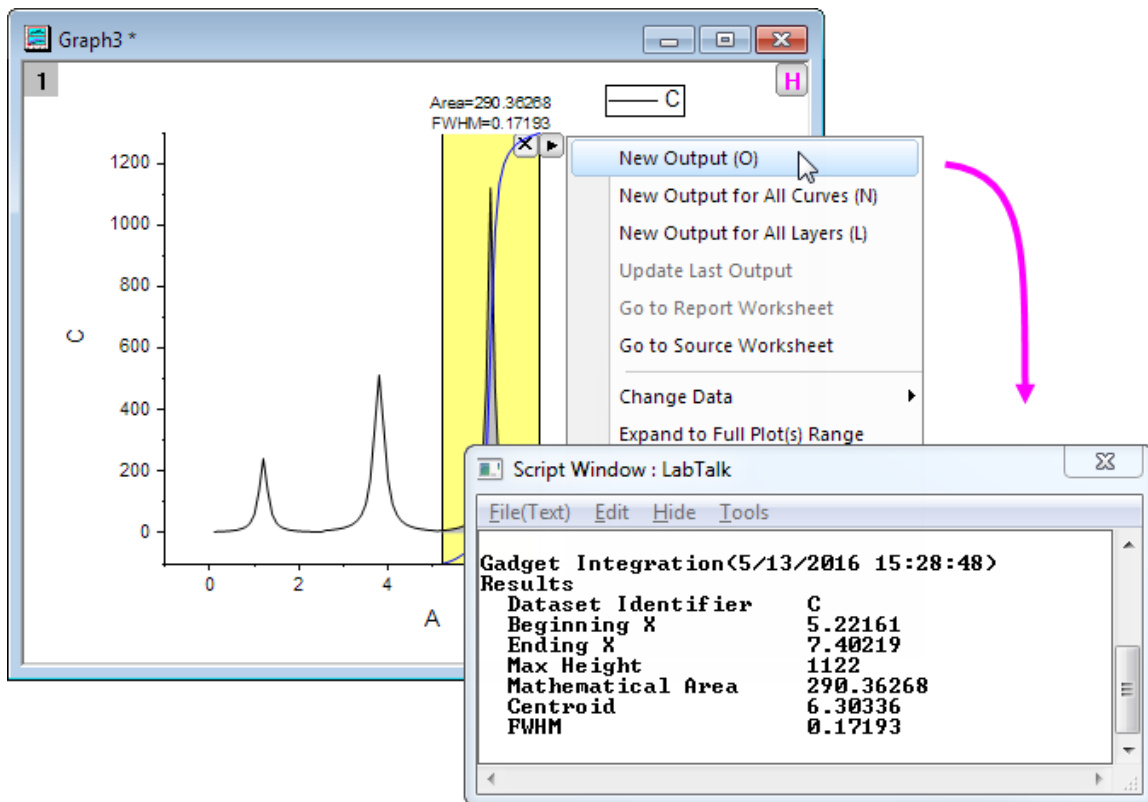 Graph3 *
1
H
Area=290.36268
FWHM=0.17193
C
1200
1000
800
600
400
200
0
C
0
2
4
A
New Output (O)
New Output for All Curves (N)
New Output for All Layers (L)
Update Last Output
Go to Report Worksheet
Go to Source Worksheet
Change Data
Expand to Full Plot(s) Range
Script Window : LabTalk
File(Text) Edit Hide Tools
Gadget Integration(5/13/2016 15:28:48)
Results
Dataset Identifier C
Beginning X 5.22161
Ending X 7.40219
Max Height 1122
Mathematical Area 290.36268
Centroid 6.30336
FWHM 0.17193